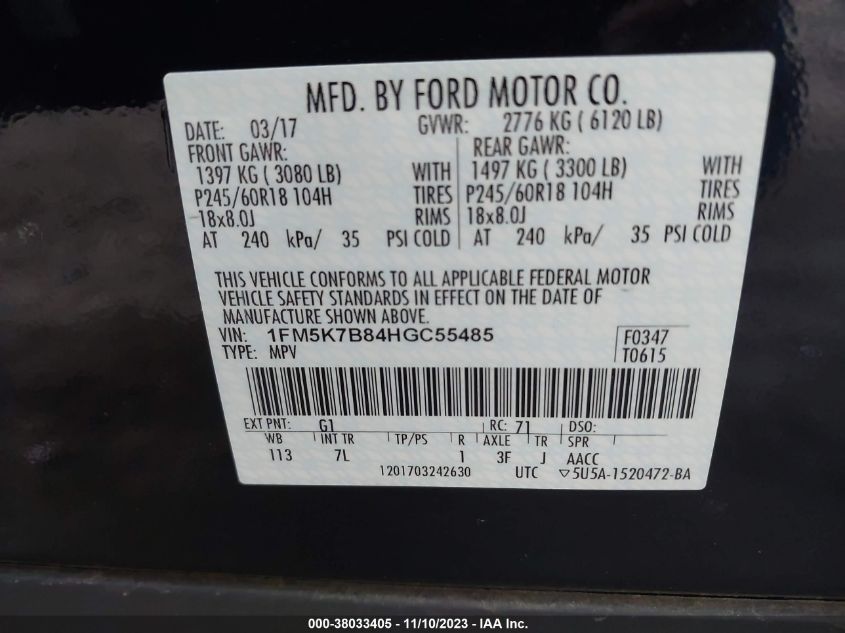 MFD. BY FORD MOTOR CO.
DATE: 03/17 GVWR: 2776 KG ( 6120 LB)
FRONT GAWR: REAR GAWR:
1397 KG ( 3080 LB) WITH 1497 KG ( 3300 LB) WITH
P245/60R18 104H TIRES P245/60R18 104H TIRES
18x8.0J RIMS 18x8.0J RIMS
AT 240 kPa/ 35 PSI COLD AT 240 kPa/ 35 PSI COLD
THIS VEHICLE CONFORMS TO ALL APPLICABLE FEDERAL MOTOR
VEHICLE SAFETY STANDARDS IN EFFECT ON THE DATE OF
MANUFACTURE SHOWN ABOVE.
VIN: 1FM5K7B84HGC55485 F0347
TYPE: MPV T0615
EXT PNT: G1 RC: 71 DSO:
WB INT TR TP/PS R AXLE TR SPR
113 7L 1 3F J AACC
1201703242630 UTC ▽5U5A-1520472-BA
000-38033405 - 11/10/2023 - IAA Inc.